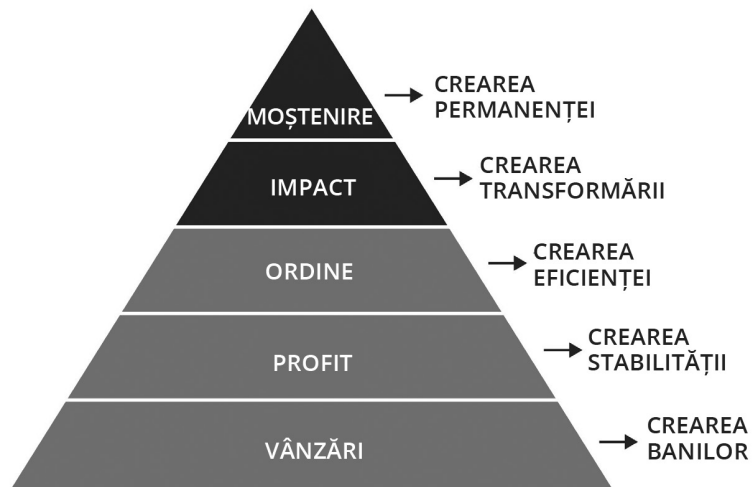 MOȘTENIRE
CREAREA
PERMANENȚEI
IMPACT
CREAREA
TRANSFORMĂRII
ORDINE
CREAREA
EFICIENȚEI
PROFIT
CREAREA
STABILITĂȚII
VÂNZĂRI
CREAREA
BANILOR